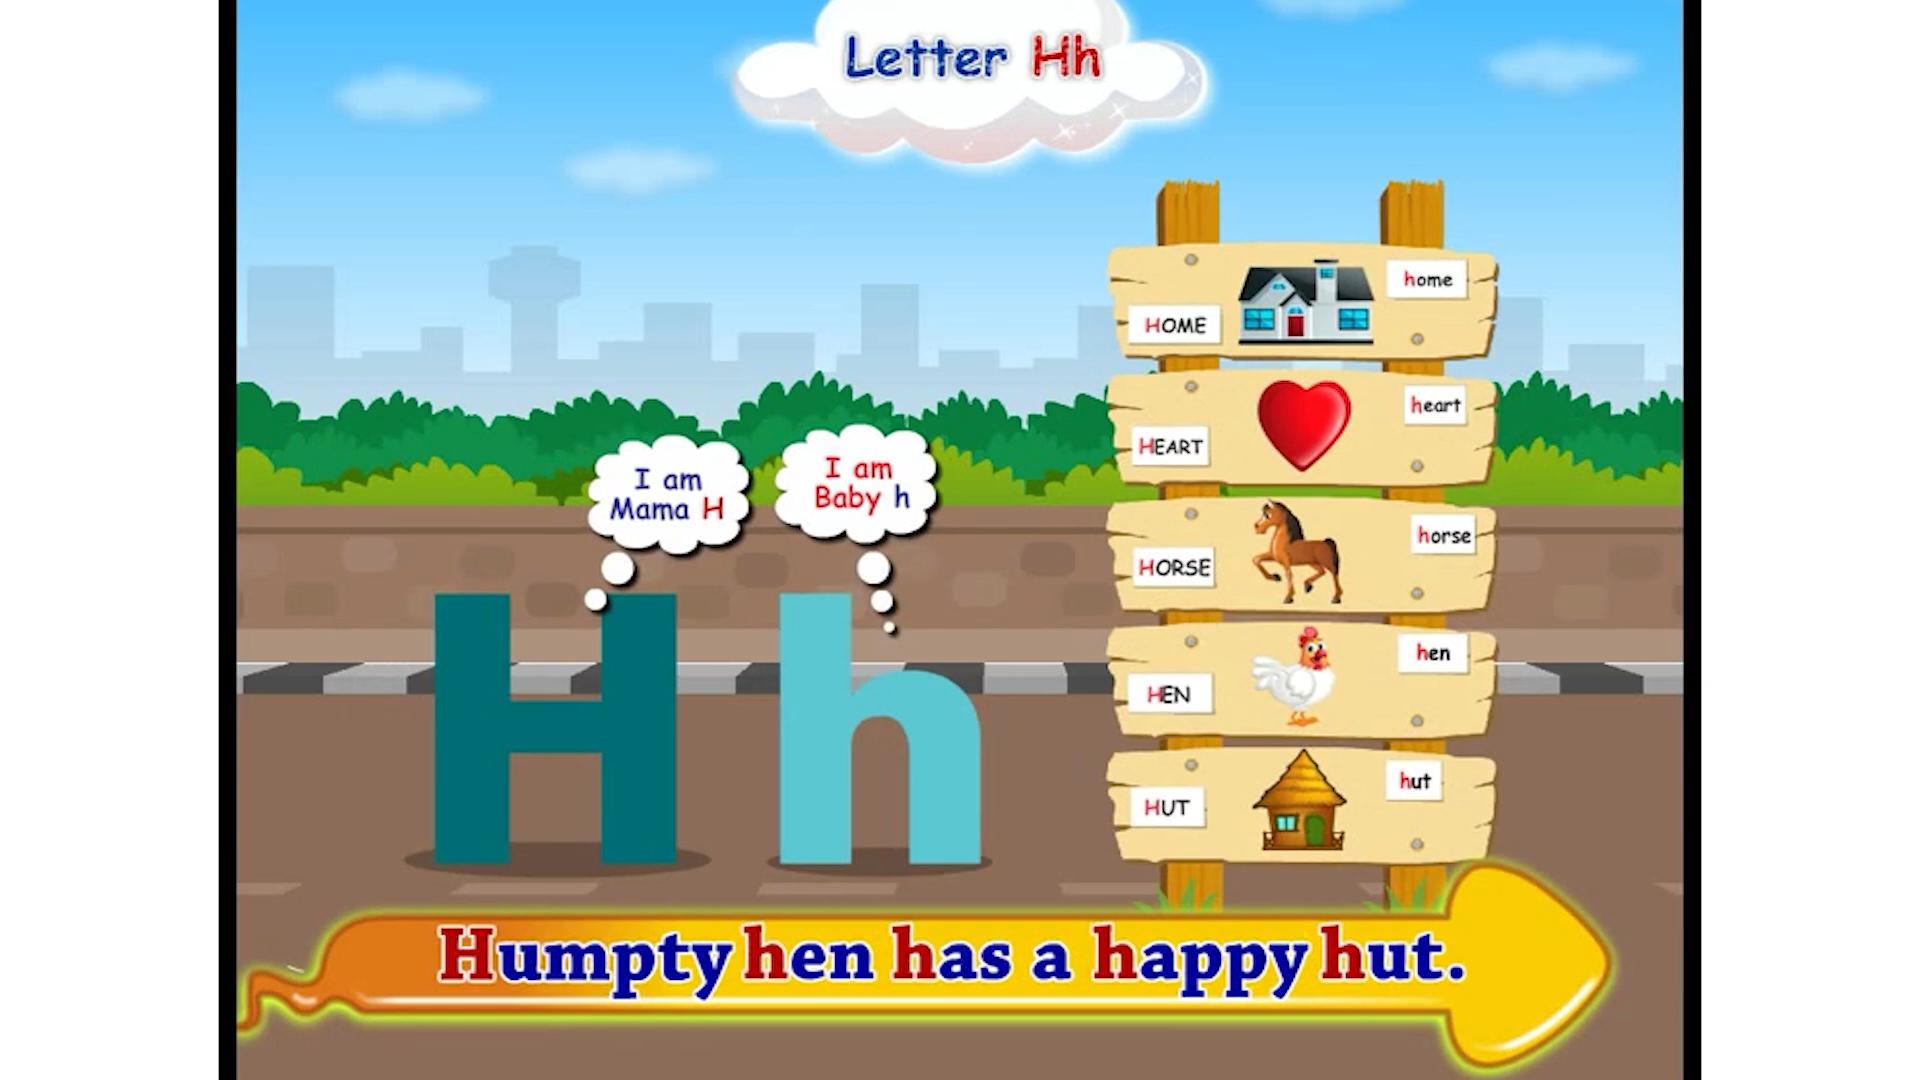 Letter Hh
I am
Mama H
I am
Baby h
home
HOME
heart
HEART
horse
HORSE
hen
HEN
hut
HUT
Humpty hen has a happy hut.